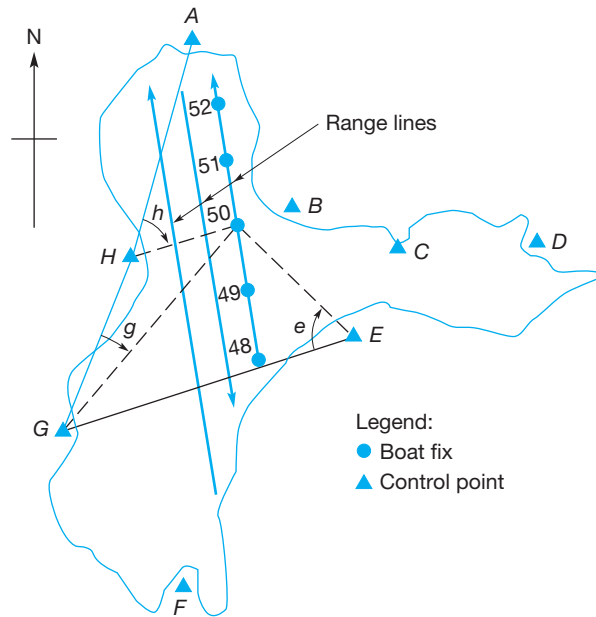 A
N
52
Range lines
51
h
50
B
H
C
D
49
g
e
48
E
G
Legend:
Boat fix
Control point
F